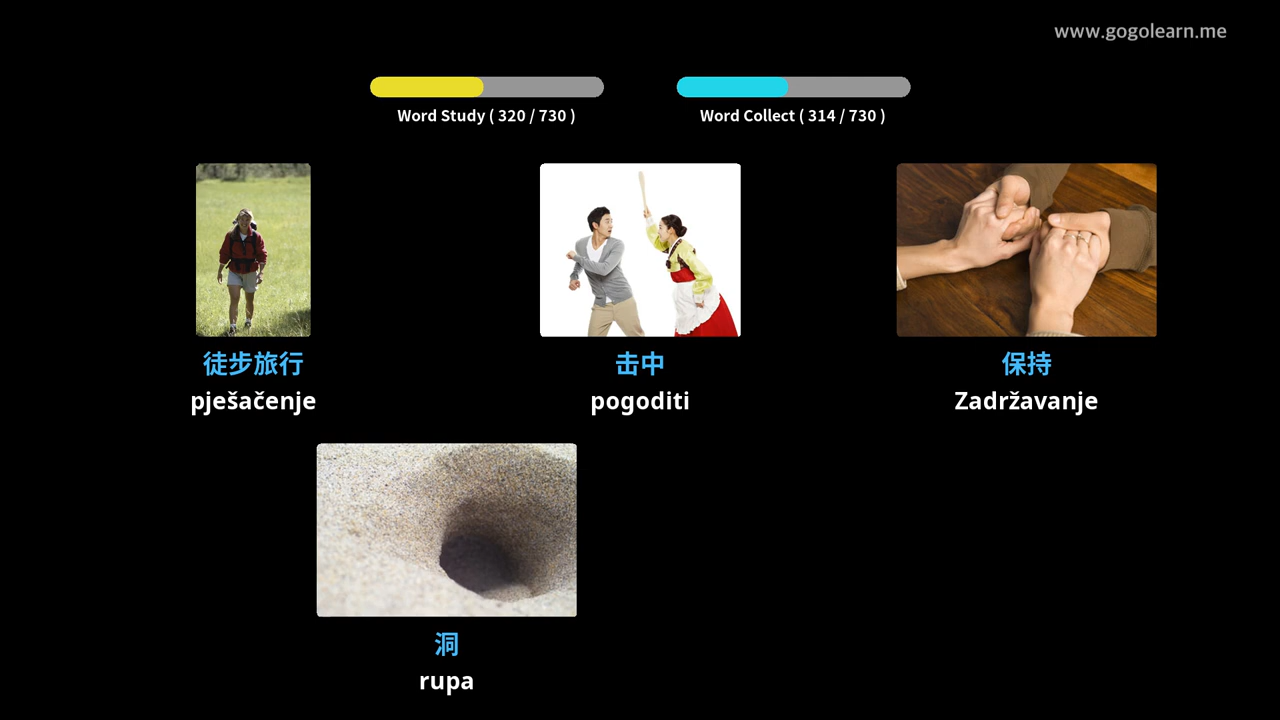 www.gogolearn.me
Word Study ( 320 / 730 )
Word Collect ( 314 / 730 )
徒步旅行
pješačenje
击中
pogoditi
保持
Zadržavanje
洞
rupa